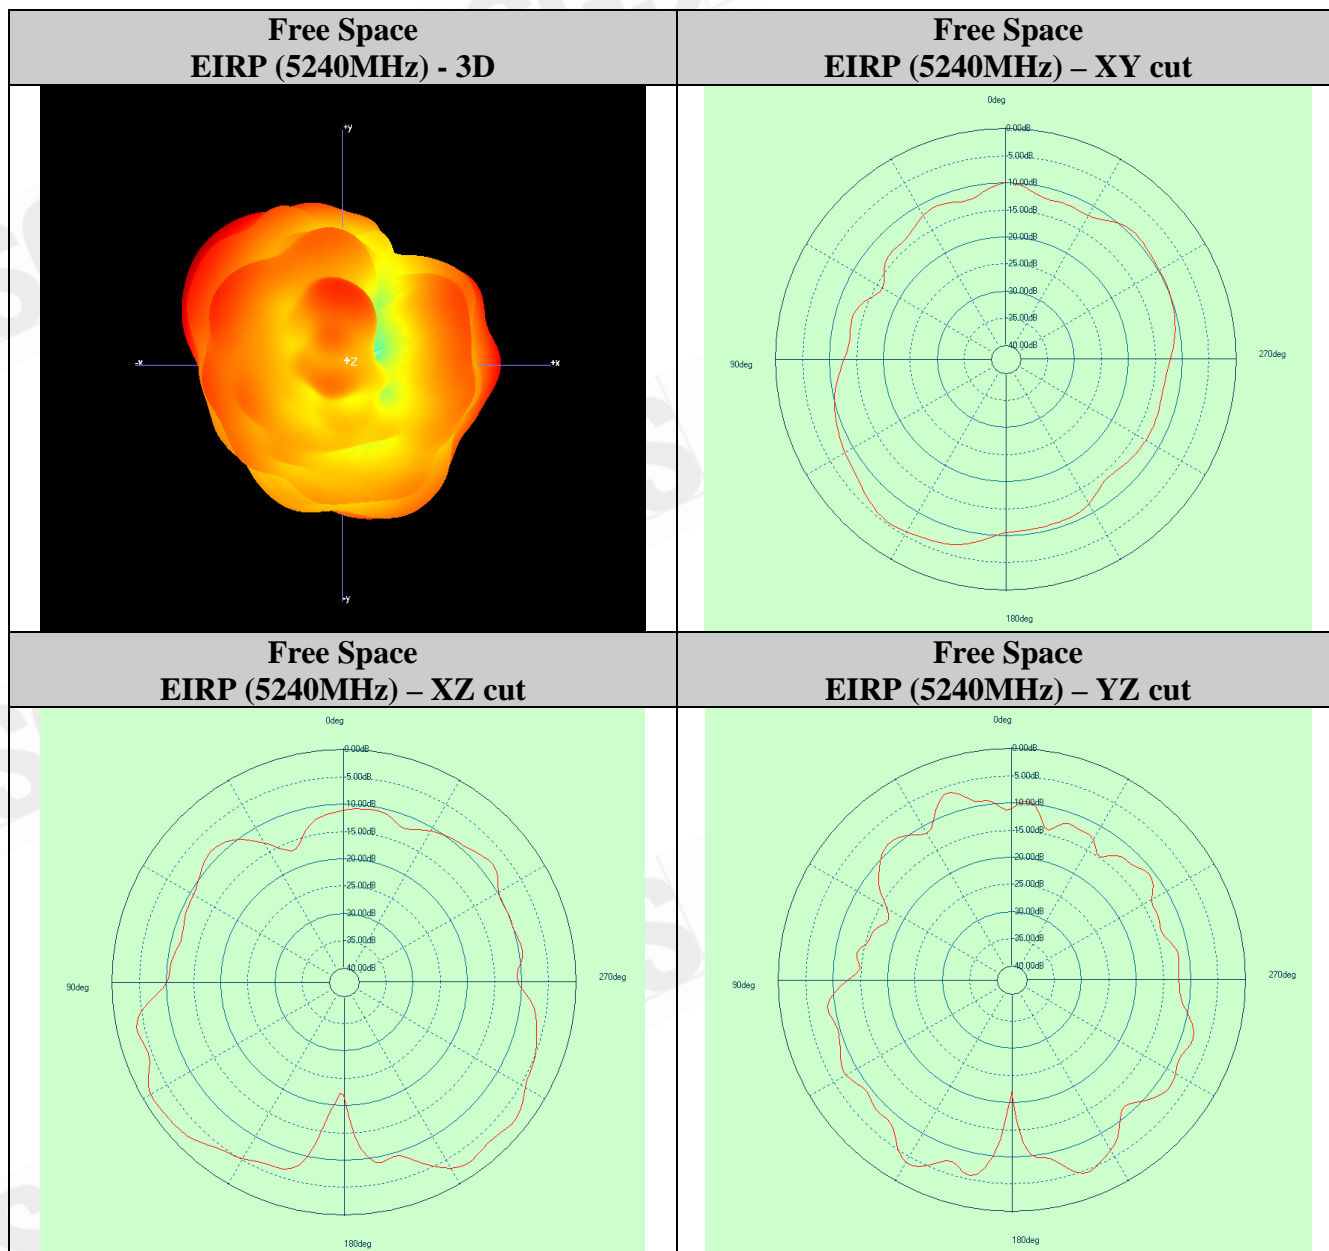 Free Space
EIRP (5240MHz) - 3D
Free Space
EIRP (5240MHz) – XY cut
+y
-x
+Z
+x
-y
0deg
0.00dB
-5.00dB
-10.00dB
-15.00dB
-20.00dB
-25.00dB
-30.00dB
-35.00dB
-40.00dB
90deg
270deg
180deg
Free Space
EIRP (5240MHz) – XZ cut
Free Space
EIRP (5240MHz) – YZ cut
0deg
0.00dB
-5.00dB
-10.00dB
-15.00dB
-20.00dB
-25.00dB
-30.00dB
-35.00dB
-40.00dB
90deg
270deg
180deg
0deg
0.00dB
-5.00dB
-10.00dB
-15.00dB
-20.00dB
-25.00dB
-30.00dB
-35.00dB
-40.00dB
90deg
270deg
180deg